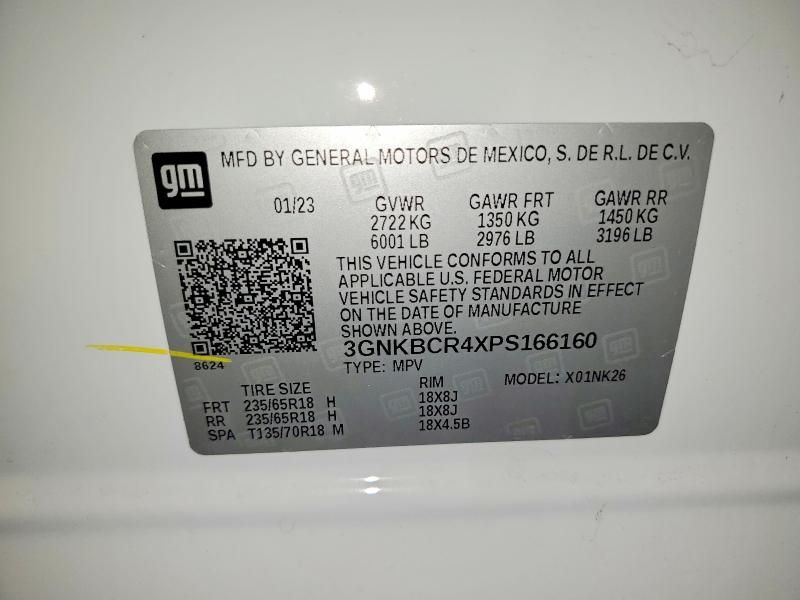 gm
MFD BY GENERAL MOTORS DE MEXICO, S. DE R.L. DE C.V.
01/23 GVWR GAWR FRT GAWR RR
2722 KG 1350 KG 1450 KG
6001 LB 2976 LB 3196 LB
THIS VEHICLE CONFORMS TO ALL
APPLICABLE U.S. FEDERAL MOTOR
VEHICLE SAFETY STANDARDS IN EFFECT
ON THE DATE OF MANUFACTURE
SHOWN ABOVE.
3GNKBCR4XPS166160
8624
TYPE: MPV MODEL: X01NK26
TIRE SIZE RIM
FRT 235/65R18 H 18X8J
RR 235/65R18 H 18X8J
SPA T135/70R18 M 18X4.5B